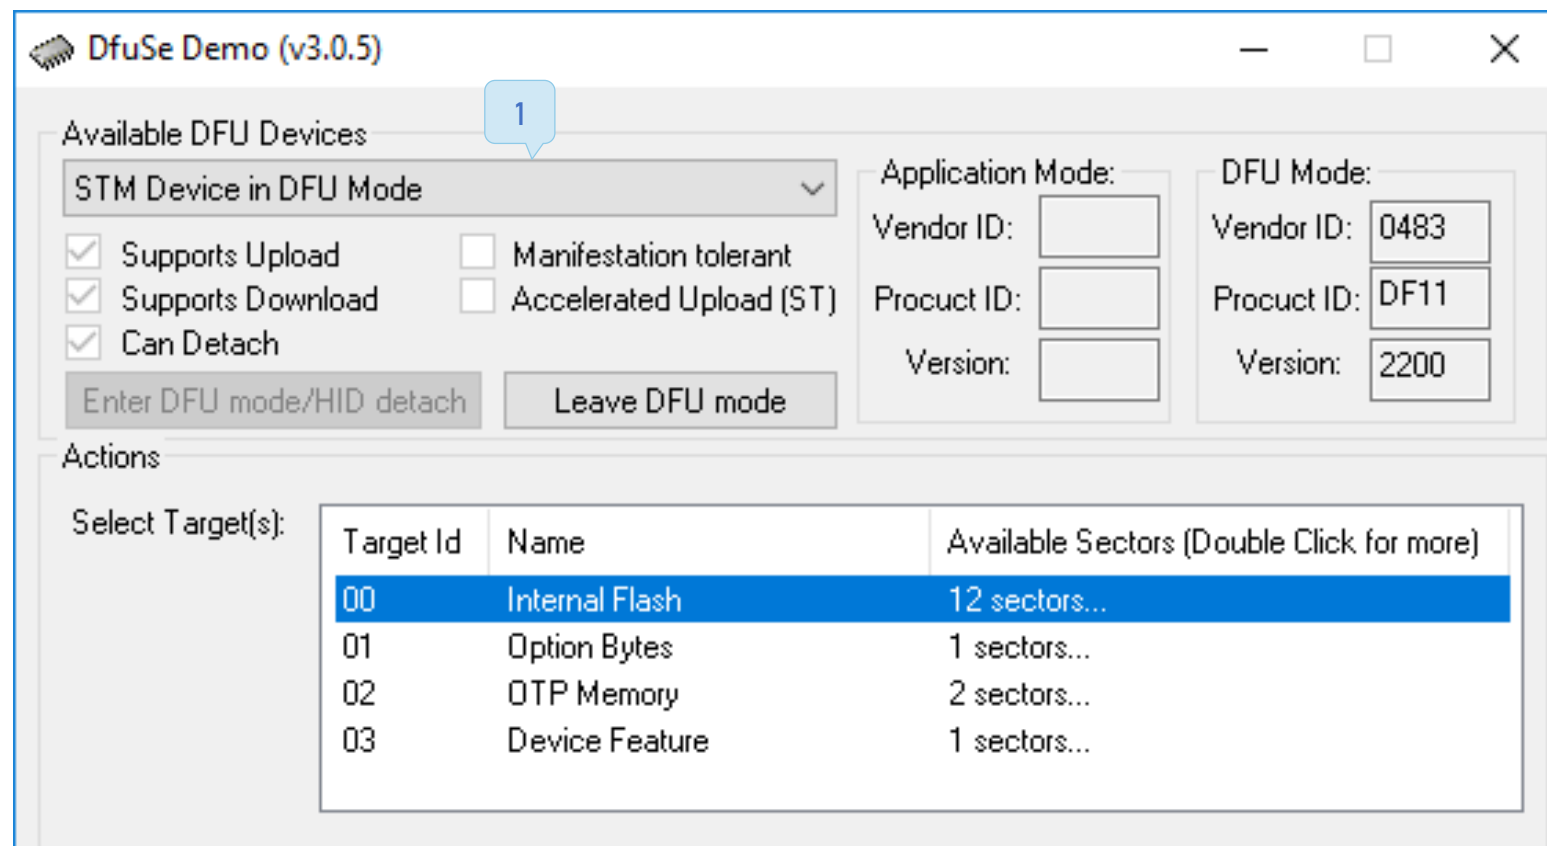 DfuSe Demo (v3.0.5)
1
Available DFU Devices
STM Device in DFU Mode
Supports Upload
Manifestation tolerant
Supports Download
Accelerated Upload (ST)
Can Detach
Enter DFU mode/HID detach
Leave DFU mode
Application Mode:
Vendor ID:
Procuct ID:
Version:
DFU Mode:
Vendor ID: 0483
Procuct ID: DF11
Version: 2200
Actions
Select Target(s):
Target Id Name Available Sectors (Double Click for more)
00 Internal Flash 12 sectors...
01 Option Bytes 1 sectors...
02 OTP Memory 2 sectors...
03 Device Feature 1 sectors...